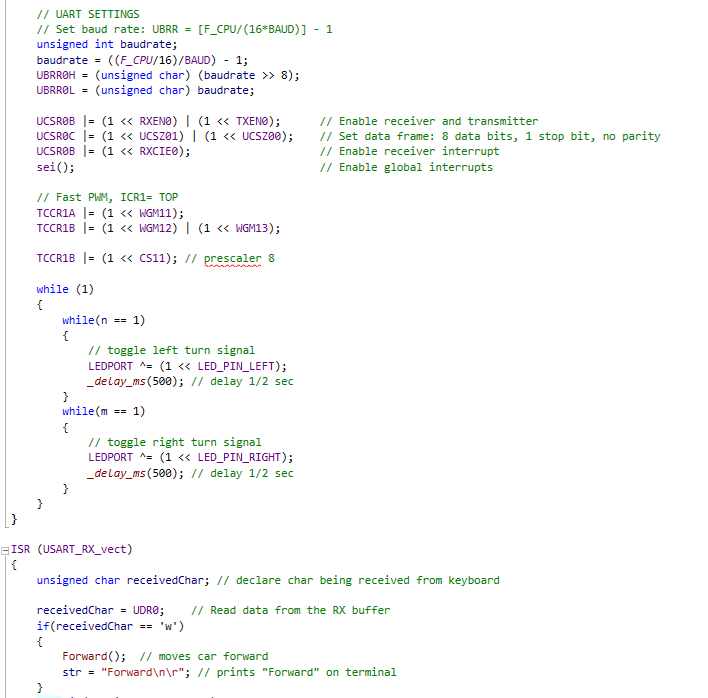 // UART SETTINGS
// Set baud rate: UBRR = [F_CPU/(16*BAUD)] - 1
unsigned int baudrate;
baudrate = ((F_CPU/16)/BAUD) - 1;
UBRR0H = (unsigned char) (baudrate >> 8);
UBRR0L = (unsigned char) baudrate;
UCSR0B |= (1 << RXEN0) | (1 << TXEN0); // Enable receiver and transmitter
UCSR0C |= (1 << UCSZ01) | (1 << UCSZ00); // Set data frame: 8 data bits, 1 stop bit, no parity
UCSR0B |= (1 << RXCIE0); // Enable receiver interrupt
sei(); // Enable global interrupts
// Fast PWM, ICR1= TOP
TCCR1A |= (1 << WGM11);
TCCR1B |= (1 << WGM12) | (1 << WGM13);
TCCR1B |= (1 << CS11); // prescaler 8
while (1)
{
while(n == 1)
{
// toggle left turn signal
LEDPORT ^= (1 << LED_PIN_LEFT);
_delay_ms(500); // delay 1/2 sec
}
while(m == 1)
{
// toggle right turn signal
LEDPORT ^= (1 << LED_PIN_RIGHT);
_delay_ms(500); // delay 1/2 sec
}
}
}
ISR (USART_RX_vect)
{
unsigned char receivedChar; // declare char being received from keyboard
receivedChar = UDR0; // Read data from the RX buffer
if(receivedChar == 'w')
{
Forward(); // moves car forward
str = "Forward\n\r"; // prints "Forward" on terminal
}